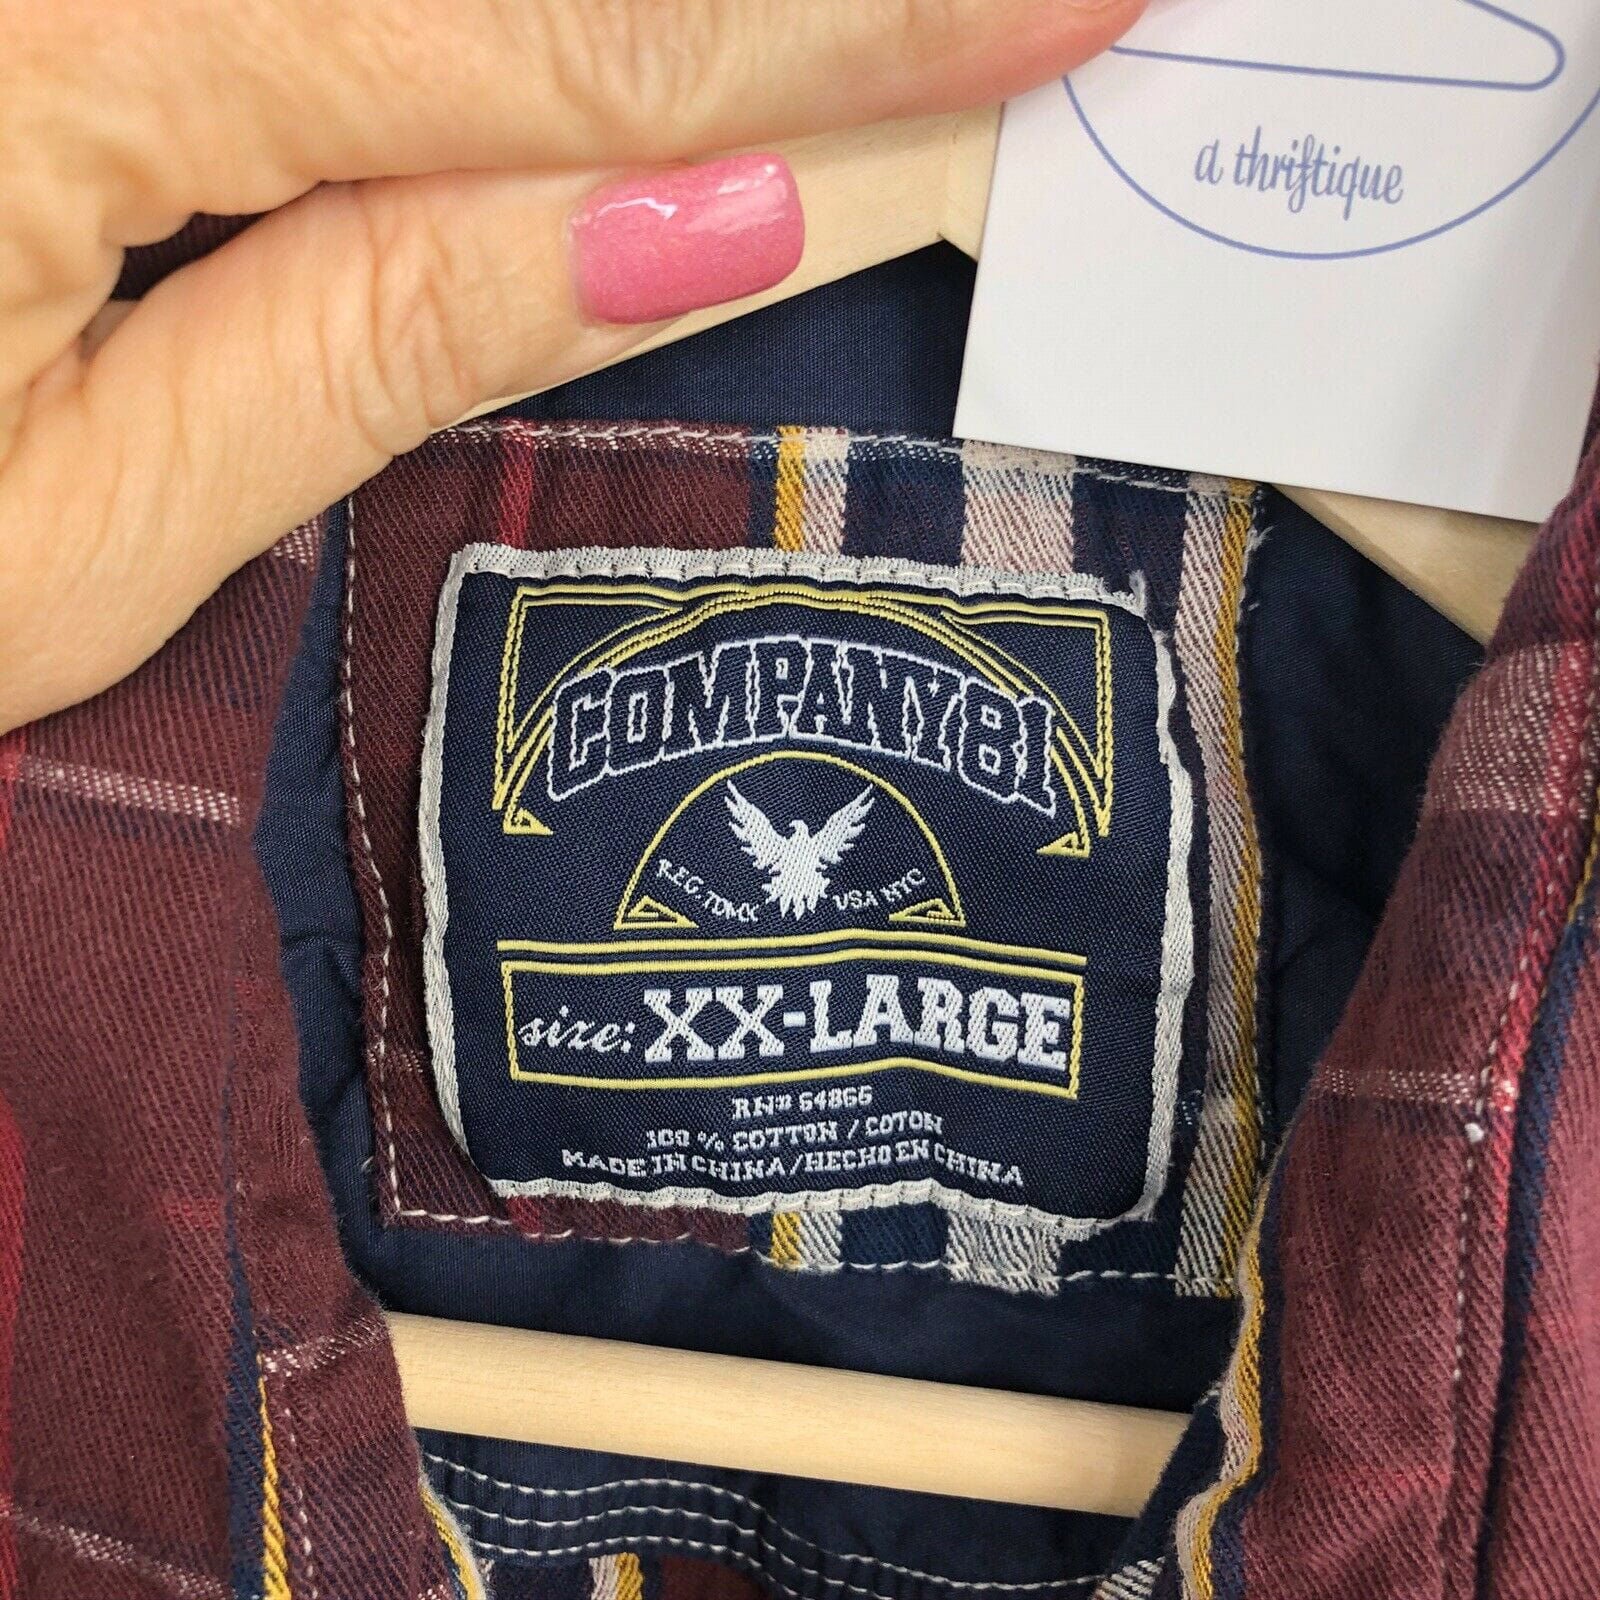 a thriftique
COMPANY81
REG. TDMK USA NYC
size: XX-LARGE
RN# 54866
100 % COTTON / COTON
MADE IN CHINA/HECHO EN CHINA